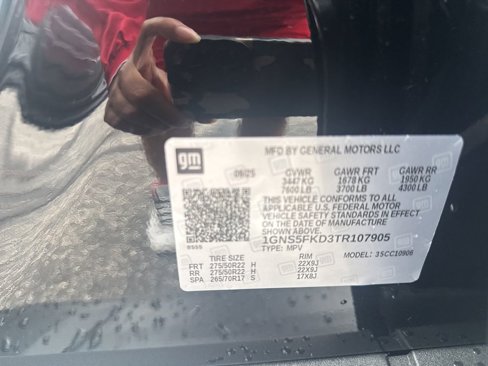 gm
MFD BY GENERAL MOTORS LLC
06/25 GVWR GAWR FRT GAWR RR
3447 KG 1678 KG 1950 KG
7600 LB 3700 LB 4300 LB
THIS VEHICLE CONFORMS TO ALL
APPLICABLE U.S. FEDERAL MOTOR
VEHICLE SAFETY STANDARDS IN EFFECT
ON THE DATE OF MANUFACTURE
SHOWN ABOVE.
1GNS5FKD3TR107905
TYPE: MPV MODEL: 35CC10906
TIRE SIZE RIM
FRT 275/50R22 H 22X9J
RR 275/50R22 H 22X9J
SPA 265/70R17 S 17X8J